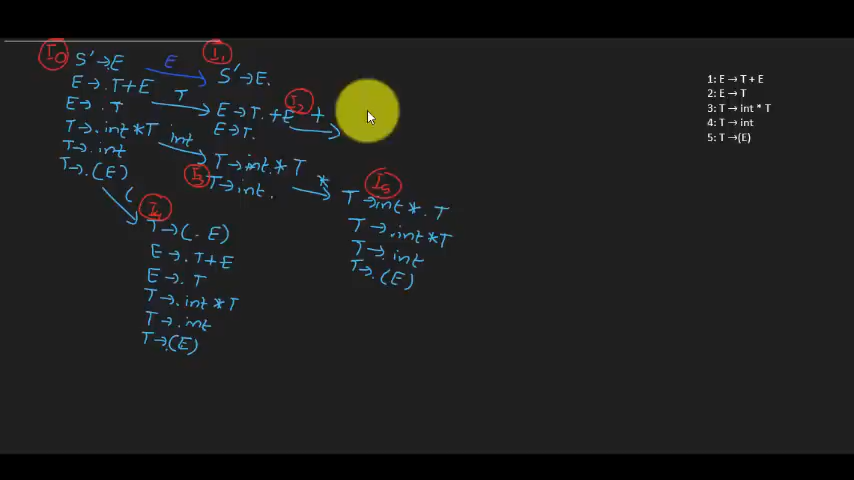 I0
S' → .E
E → .T+E
E → .T
T → .int*T
T → .int
T → .(E)
E
T
int
(
I1
S' → E.
I2
E → T. +E
E → T.
+
I3
T → int.*T
T → int.
*
I4
T → (.E)
E → .T+E
E → .T
T → .int*T
T → .int
T → .(E)
I5
T → int*.T
T → .int*T
T → .int
T → .(E)
1: E → T + E
2: E → T
3: T → int * T
4: T → int
5: T → (E)